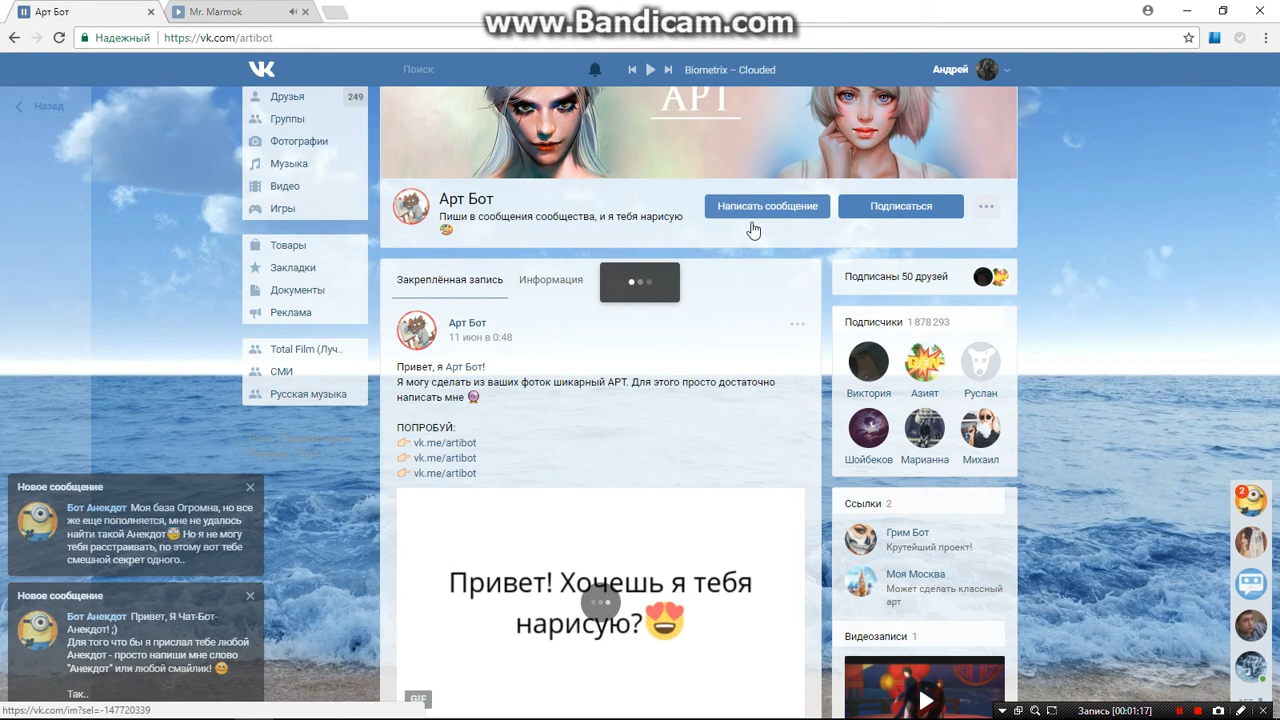 Арт Бот
Mr. Marmok
www.Bandicam.com
Надежный
https://vk.com/artibot
Поиск
Biometrix – Clouded
Андрей
Назад
Друзья
249
Группы
Фотографии
Музыка
Видео
Игры
Товары
Закладки
Документы
Реклама
Total Film (Луч..
СМИ
Русская музыка
АРТ
Арт Бот
Пиши в сообщения сообщества, и я тебя нарисую
Написать сообщение
Подписаться
Закреплённая запись
Информация
Арт Бот
11 июн в 0:48
Привет, я Арт Бот!
Я могу сделать из ваших фоток шикарный АРТ. Для этого просто достаточно
написать мне
ПОПРОБУЙ:
vk.me/artibot
vk.me/artibot
vk.me/artibot
Привет! Хочешь я тебя
нарисую?
GIF
Подписаны 50 друзей
Подписчики 1 878 293
Виктория
Азият
Руслан
Шойбеков
Марианна
Михаил
Ссылки 2
Грим Бот
Крутейший проект!
Моя Москва
Может сделать классный
арт
Видеозаписи 1
Новое сообщение
Бот Анекдот Моя база Огромна, но все
же еще пополняется, мне не удалось
найти такой Анекдот Но я не могу
тебя расстраивать, по этому вот тебе
смешной секрет одного..
Новое сообщение
Бот Анекдот Привет, Я Чат-Бот-
Анекдот! ;)
Для того что бы я прислал тебе любой
Анекдот - просто напиши мне слово
"Анекдот" или любой смайлик!
Так..
2
https://vk.com/im?sel=-147720339
Запись [00:01:17]